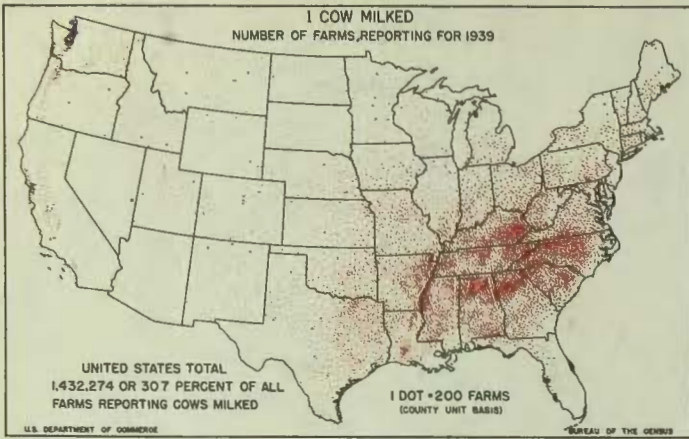 1 COW MILKED
NUMBER OF FARMS, REPORTING FOR 1939
UNITED STATES TOTAL
1,432,274 OR 30.7 PERCENT OF ALL
FARMS REPORTING COWS MILKED
1 DOT = 200 FARMS
(COUNTY UNIT BASIS)
U.S. DEPARTMENT OF COMMERCE
BUREAU OF THE CENSUS